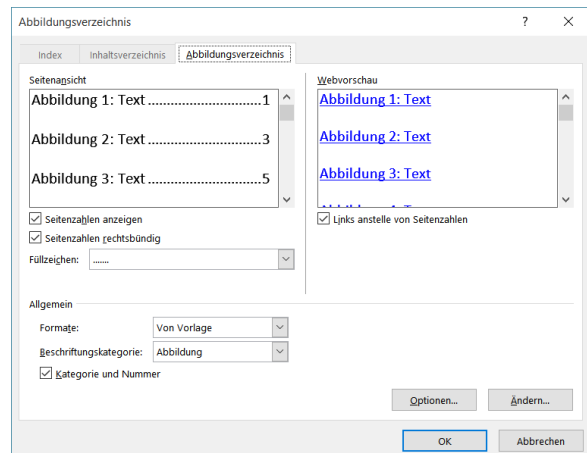 Abbildungsverzeichnis ? ×
Index Inhaltsverzeichnis Abbildungsverzeichnis
Seitenansicht
Abbildung 1: Text..............................1
Abbildung 2: Text..............................3
Abbildung 3: Text..............................5
Seitenzahlen anzeigen
Seitenzahlen rechtsbündig
Füllzeichen: .......
Webvorschau
Abbildung 1: Text
Abbildung 2: Text
Abbildung 3: Text
Links anstelle von Seitenzahlen
Allgemein
Formate: Von Vorlage
Beschriftungskategorie: Abbildung
Kategorie und Nummer
Optionen... Ändern...
OK Abbrechen